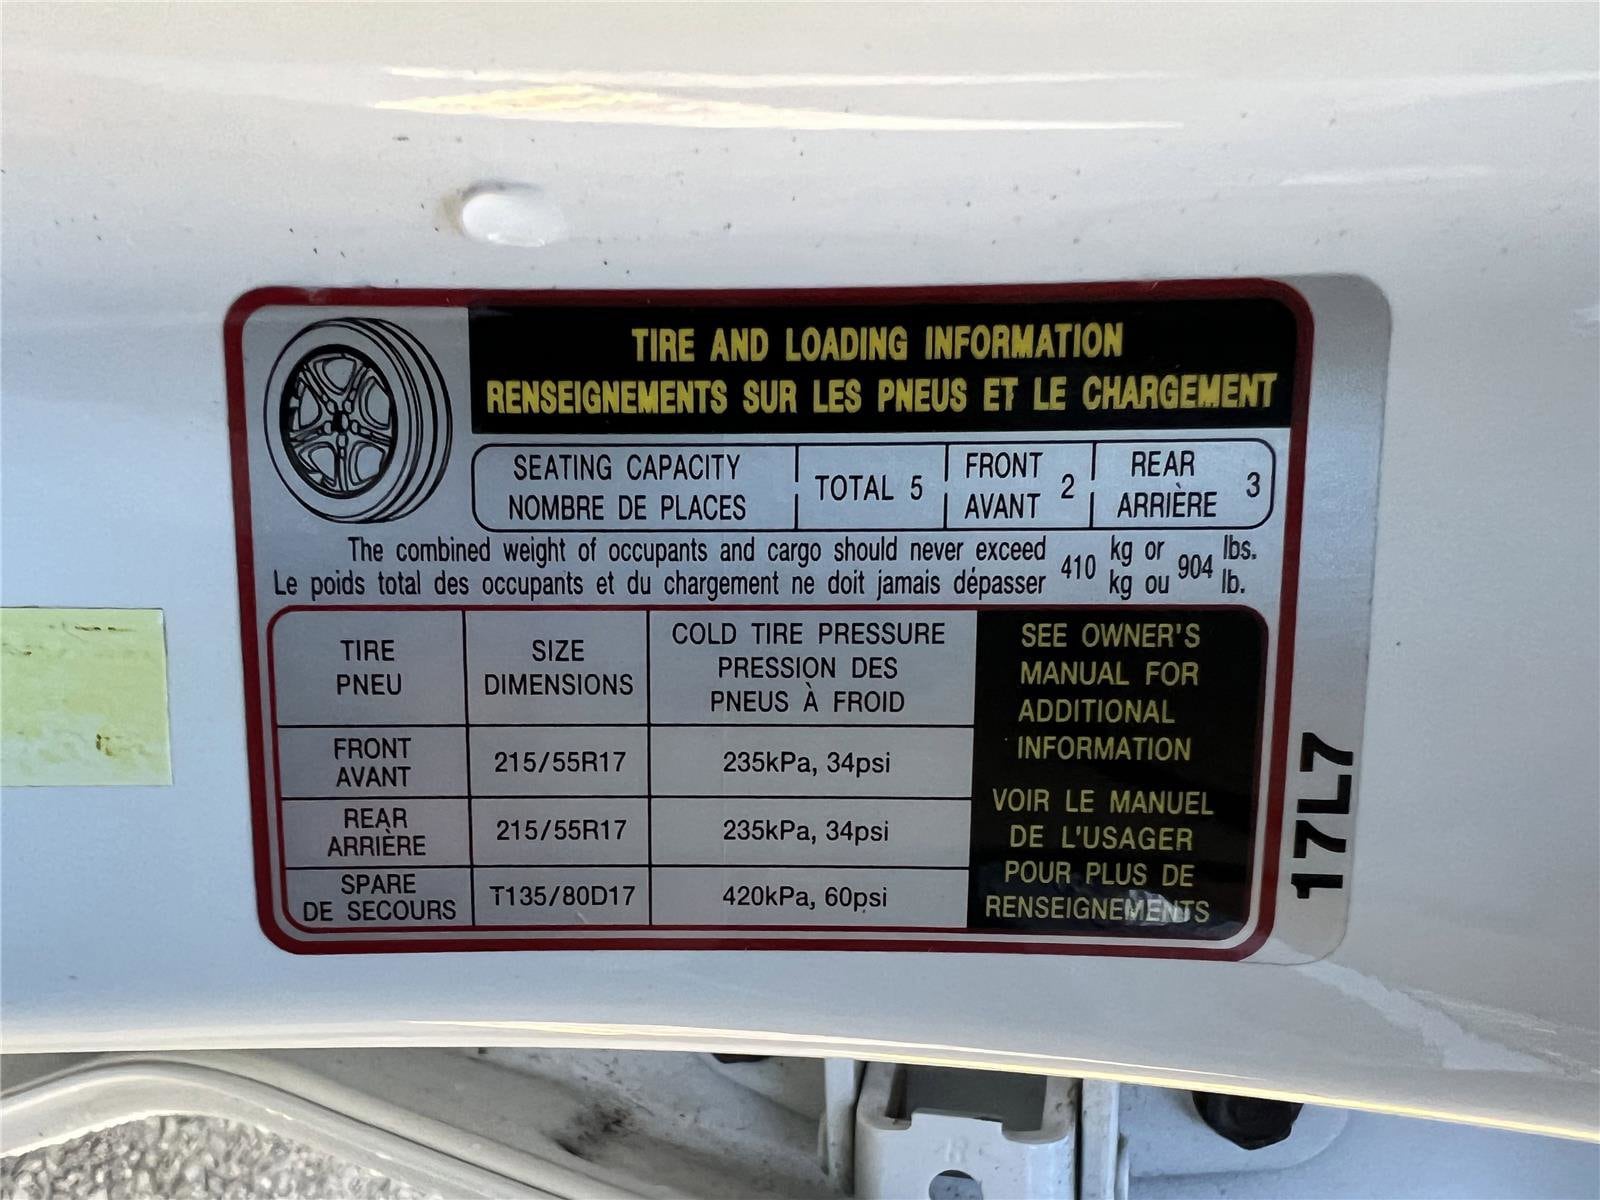 TIRE AND LOADING INFORMATION
RENSEIGNEMENTS SUR LES PNEUS ET LE CHARGEMENT
SEATING CAPACITY
NOMBRE DE PLACES
TOTAL 5
FRONT
AVANT 2
REAR
ARRIÈRE 3
The combined weight of occupants and cargo should never exceed 410 kg or 904 lbs.
Le poids total des occupants et du chargement ne doit jamais dépasser kg ou lb.
TIRE
PNEU
SIZE
DIMENSIONS
COLD TIRE PRESSURE
PRESSION DES
PNEUS À FROID
FRONT
AVANT
215/55R17
235kPa, 34psi
REAR
ARRIÈRE
215/55R17
235kPa, 34psi
SPARE
DE SECOURS
T135/80D17
420kPa, 60psi
SEE OWNER'S
MANUAL FOR
ADDITIONAL
INFORMATION
VOIR LE MANUEL
DE L'USAGER
POUR PLUS DE
RENSEIGNEMENTS
17L7